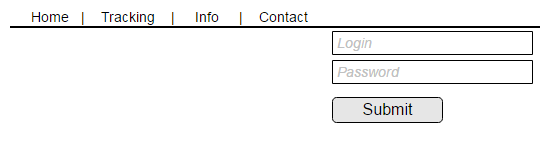 Home | Tracking | Info | Contact
Login
Password
Submit